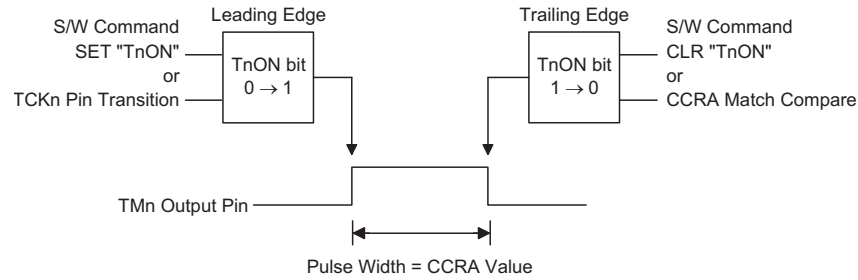 Leading Edge
S/W Command
SET "TnON"
or
TCKn Pin Transition
TnON bit
0 → 1
Trailing Edge
TnON bit
1 → 0
S/W Command
CLR "TnON"
or
CCRA Match Compare
TMn Output Pin
Pulse Width = CCRA Value